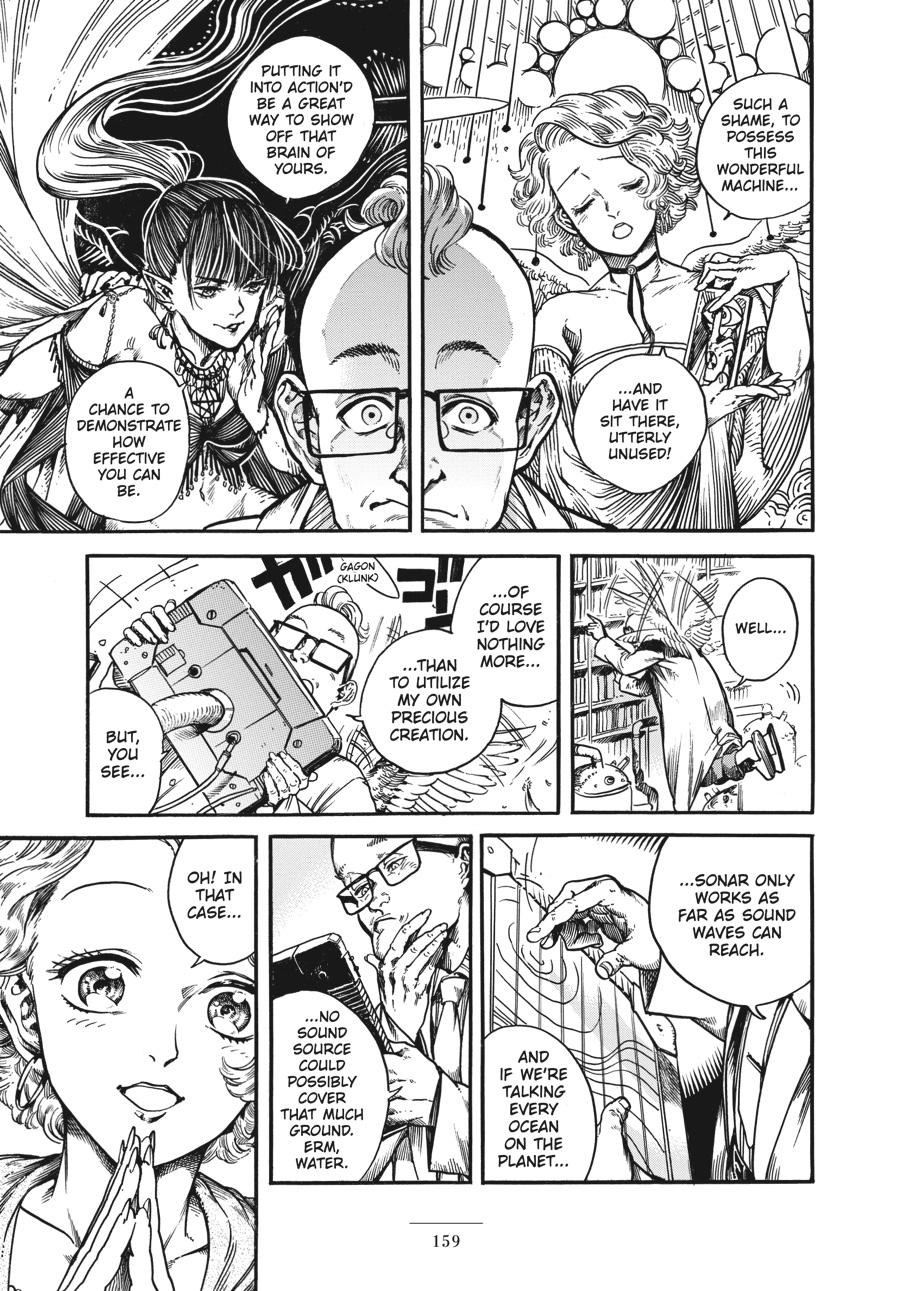 SUCH A
SHAME, TO
POSSESS
THIS
WONDERFUL
MACHINE...
...AND
HAVE IT
SIT THERE,
UTTERLY
UNUSED!
PUTTING IT
INTO ACTION'D
BE A GREAT
WAY TO SHOW
OFF THAT
BRAIN OF
YOURS.
A
CHANCE TO
DEMONSTRATE
HOW
EFFECTIVE
YOU CAN
BE.
WELL...
...OF
COURSE
I'D LOVE
NOTHING
MORE...
...THAN
TO UTILIZE
MY OWN
PRECIOUS
CREATION.
ガゴ!!
GAGON
(KLUNK)
BUT,
YOU
SEE...
...SONAR ONLY
WORKS AS
FAR AS SOUND
WAVES CAN
REACH.
AND
IF WE'RE
TALKING
EVERY
OCEAN
ON THE
PLANET...
...NO
SOUND
SOURCE
COULD
POSSIBLY
COVER
THAT MUCH
GROUND.
ERM,
WATER.
OH! IN
THAT
CASE...
159